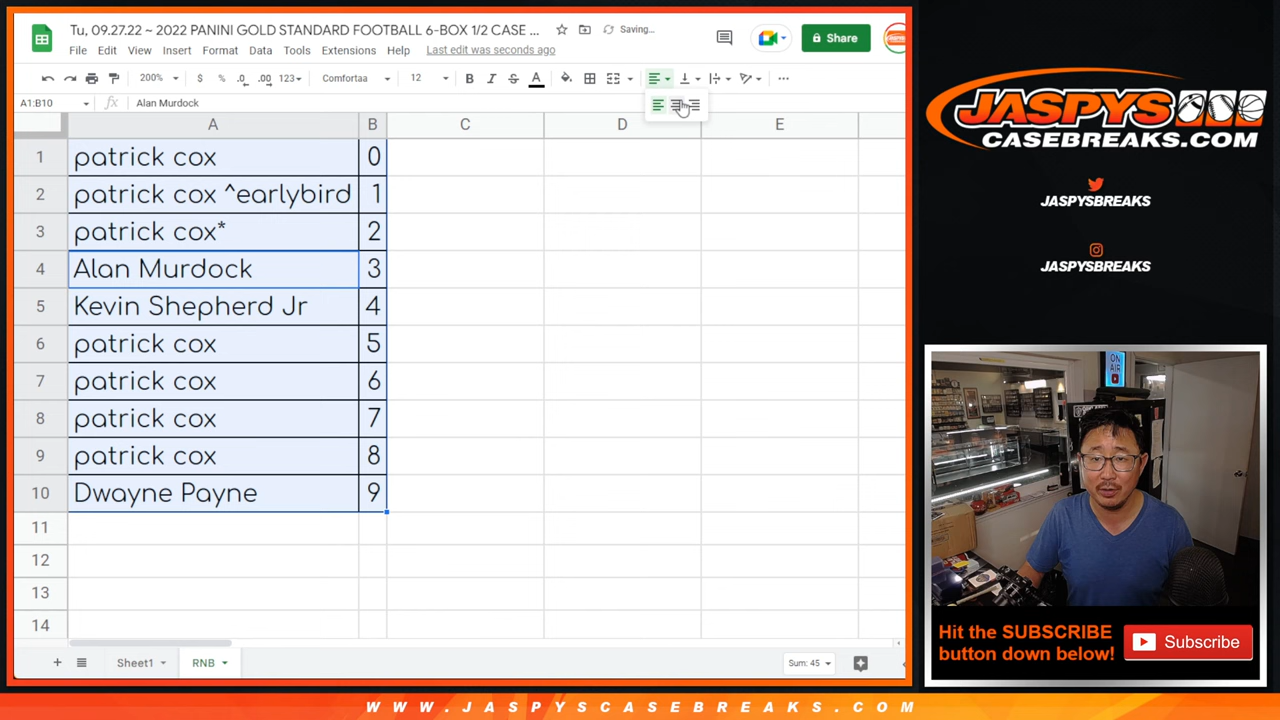 Tu, 09.27.22 ~ 2022 PANINI GOLD STANDARD FOOTBALL 6-BOX 1/2 CASE ...
Saving...
Share
File Edit View Insert Format Data Tools Extensions Help Last edit was seconds ago
200% $ % .0 .00 123 Comfortaa 12 B I S A
A1:B10 fx Alan Murdock
A B C D E
1 patrick cox 0
2 patrick cox ^earlybird 1
3 patrick cox* 2
4 Alan Murdock 3
5 Kevin Shepherd Jr 4
6 patrick cox 5
7 patrick cox 6
8 patrick cox 7
9 patrick cox 8
10 Dwayne Payne 9
11
12
13
14
+ Sheet1 RNB Sum: 45
JASPYS
CASEBREAKS.COM
JASPYSBREAKS
JASPYSBREAKS
ON
AIR
Hit the SUBSCRIBE
button down below!
Subscribe
WWW.JASPYSCASEBREAKS.COM